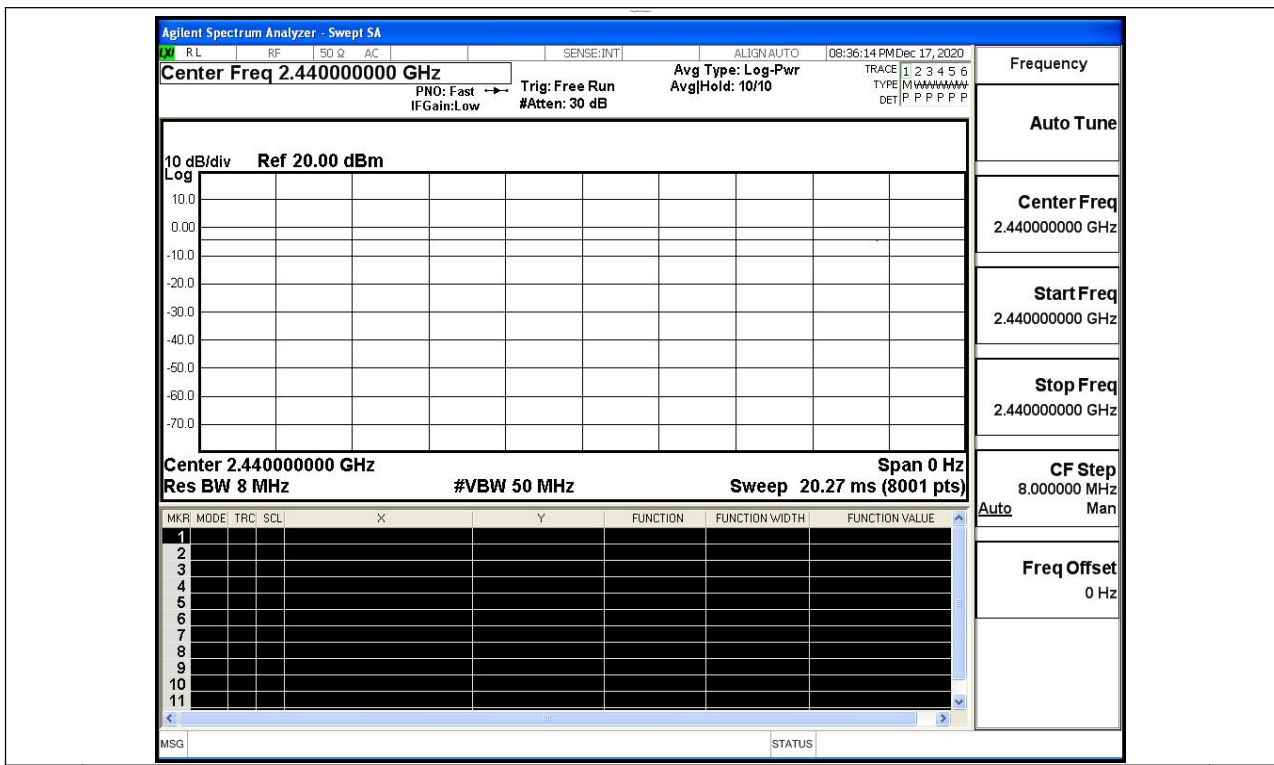 Agilent Spectrum Analyzer - Swept SA
LXI RL RF 50 Ω AC SENSE:INT ALIGN AUTO 08:36:14 PM Dec 17, 2020
Center Freq 2.440000000 GHz
PNO: Fast
IFGain:Low
Trig: Free Run
#Atten: 30 dB
Avg Type: Log-Pwr
Avg|Hold: 10/10
TRACE 1 2 3 4 5 6
TYPE M WWWWW
DET P P P P P P
10 dB/div Ref 20.00 dBm
Log
10.0
0.00
-10.0
-20.0
-30.0
-40.0
-50.0
-60.0
-70.0
Center 2.440000000 GHz Span 0 Hz
Res BW 8 MHz #VBW 50 MHz Sweep 20.27 ms (8001 pts)
MKR MODE TRC SCL X Y FUNCTION FUNCTION WIDTH FUNCTION VALUE
1
2
3
4
5
6
7
8
9
10
11
MSG STATUS
Frequency
Auto Tune
Center Freq
2.440000000 GHz
Start Freq
2.440000000 GHz
Stop Freq
2.440000000 GHz
CF Step
8.000000 MHz
Auto Man
Freq Offset
0 Hz